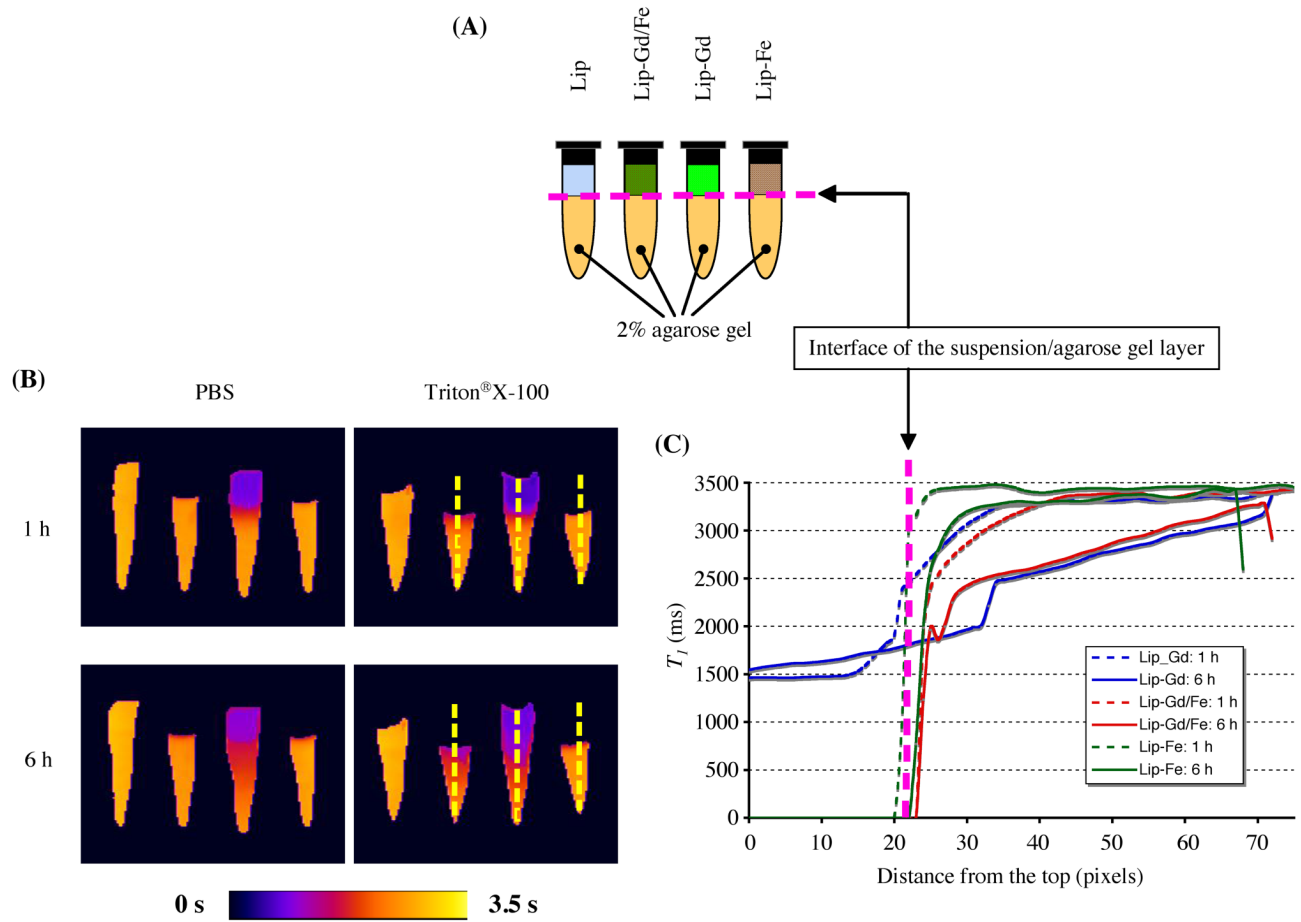 (A)
Lip
Lip-Gd/Fe
Lip-Gd
Lip-Fe
2% agarose gel
Interface of the suspension/agarose gel layer
(B)
PBS
Triton®X-100
1 h
6 h
0 s
3.5 s
(C)
3500
3000
2500
2000
1500
1000
500
0
T1 (ms)
Lip_Gd: 1 h
Lip-Gd: 6 h
Lip-Gd/Fe: 1 h
Lip-Gd/Fe: 6 h
Lip-Fe: 1 h
Lip-Fe: 6 h
0 10 20 30 40 50 60 70
Distance from the top (pixels)